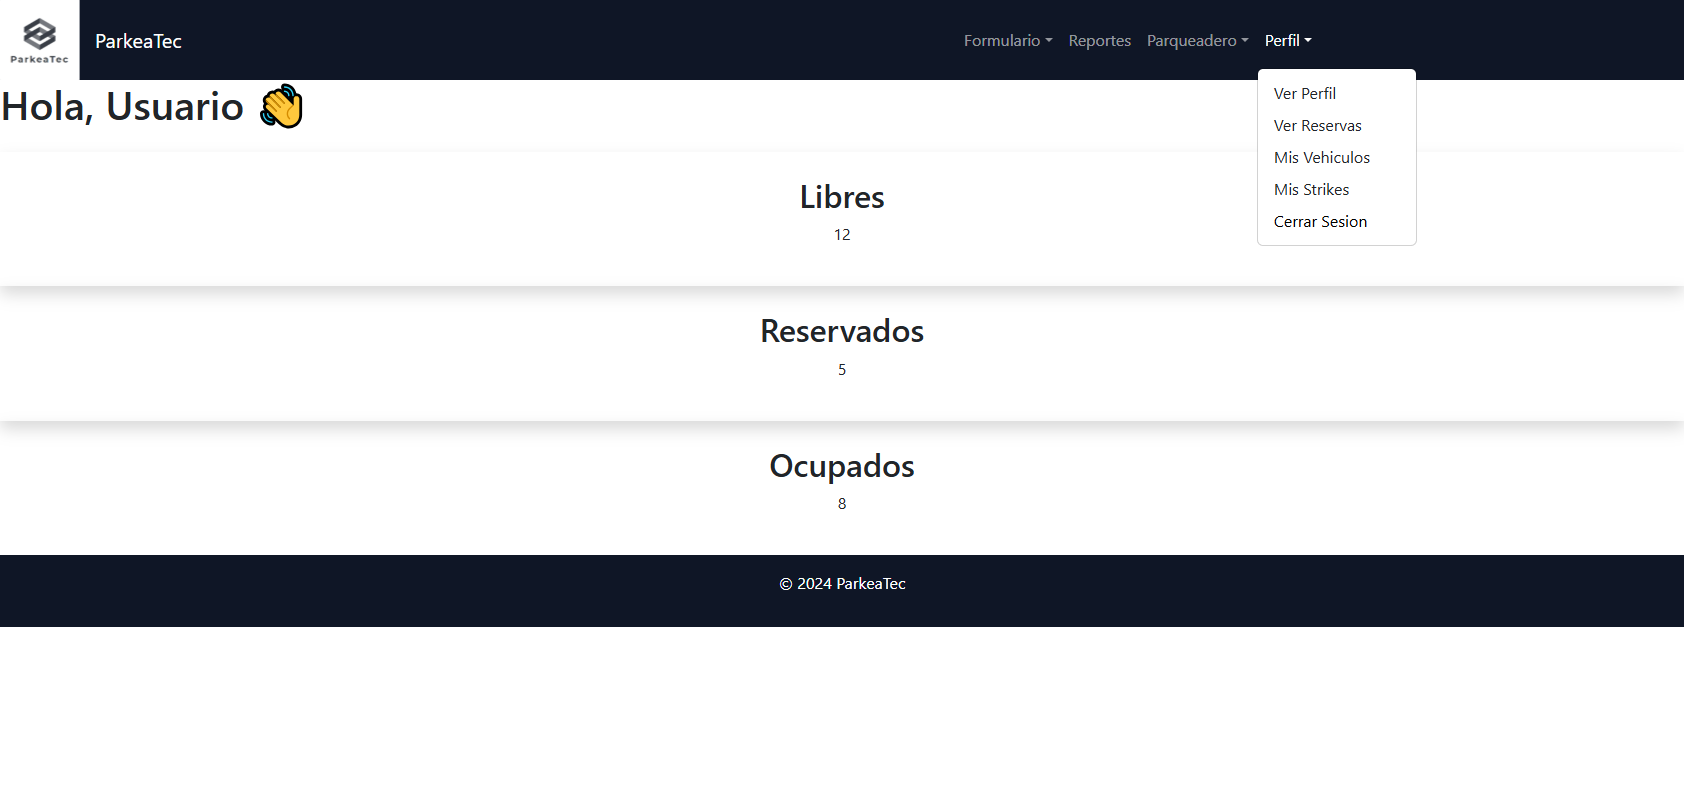 ParkeaTec
ParkeaTec
Formulario
Reportes
Parqueadero
Perfil
Ver Perfil
Ver Reservas
Mis Vehiculos
Mis Strikes
Cerrar Sesion
Hola, Usuario 👋
Libres
12
Reservados
5
Ocupados
8
© 2024 ParkeaTec